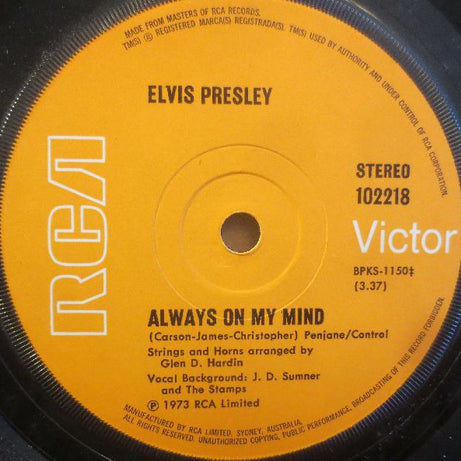 MADE FROM MASTERS OF RCA RECORDS.
TM(S) ® REGISTERED MARCA(S) REGISTRADA(S). TM(S) USED BY AUTHORITY AND UNDER CONTROL OF RCA CORPORATION
ELVIS PRESLEY
RCA
STEREO
102218
Victor
BPKS-1150‡
(3.37)
ALWAYS ON MY MIND
(Carson-James-Christopher) Penjane/Control
Strings and Horns arranged by
Glen D. Hardin
Vocal Background: J. D. Sumner
and The Stamps
℗ 1973 RCA Limited
MANUFACTURED BY RCA LIMITED, SYDNEY, AUSTRALIA.
ALL RIGHTS RESERVED. UNAUTHORISED COPYING, PUBLIC PERFORMANCE, BROADCASTING OF THIS RECORD FORBIDDEN.